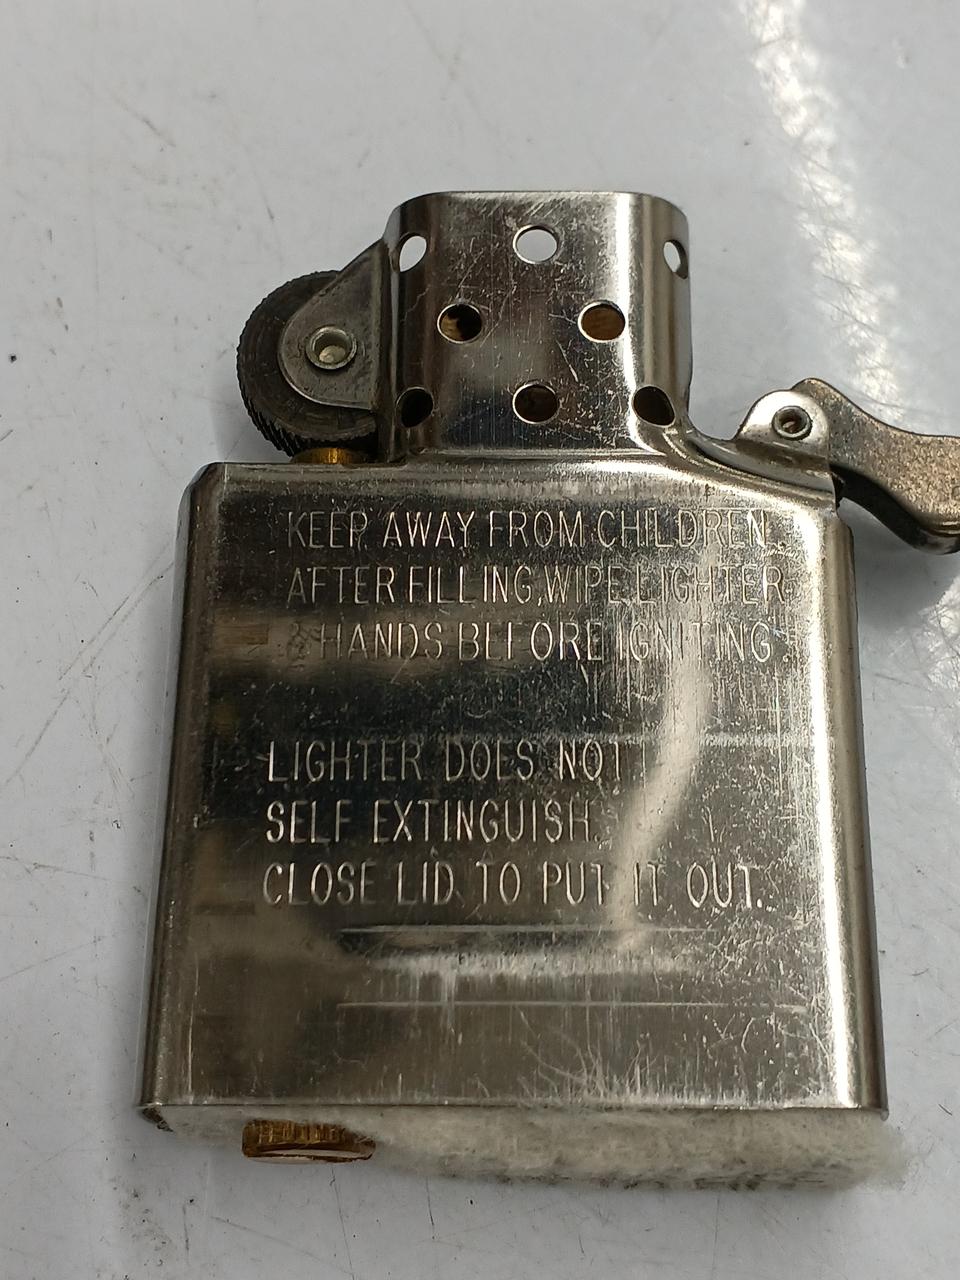 KEEP AWAY FROM CHILDREN
AFTER FILLING, WIPE LIGHTER
& HANDS BEFORE IGNITING
LIGHTER DOES NOT
SELF EXTINGUISH.
CLOSE LID TO PUT IT OUT.